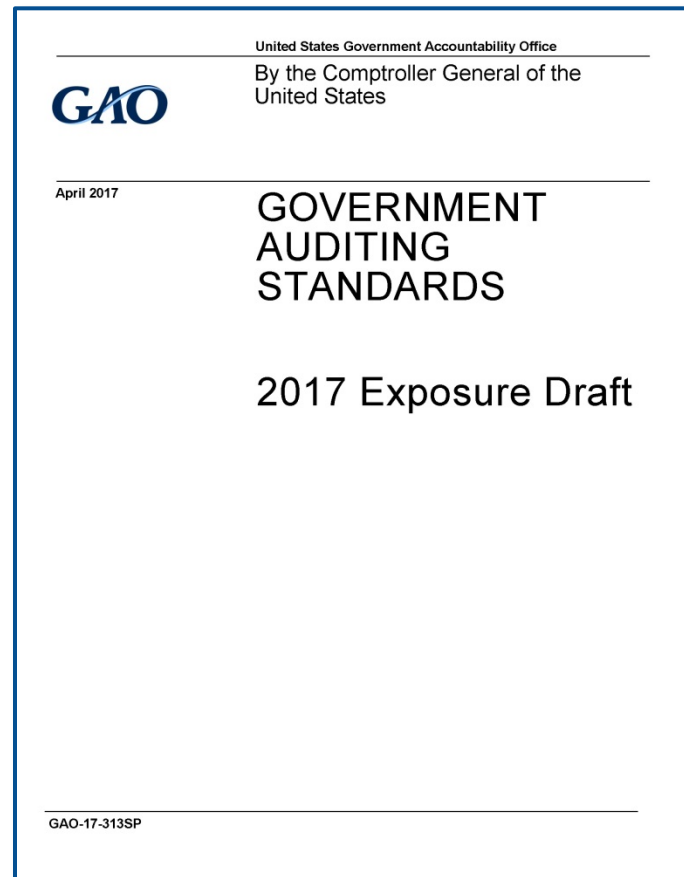 United States Government Accountability Office
By the Comptroller General of the
United States
GAO
April 2017
GOVERNMENT
AUDITING
STANDARDS
2017 Exposure Draft
GAO-17-313SP